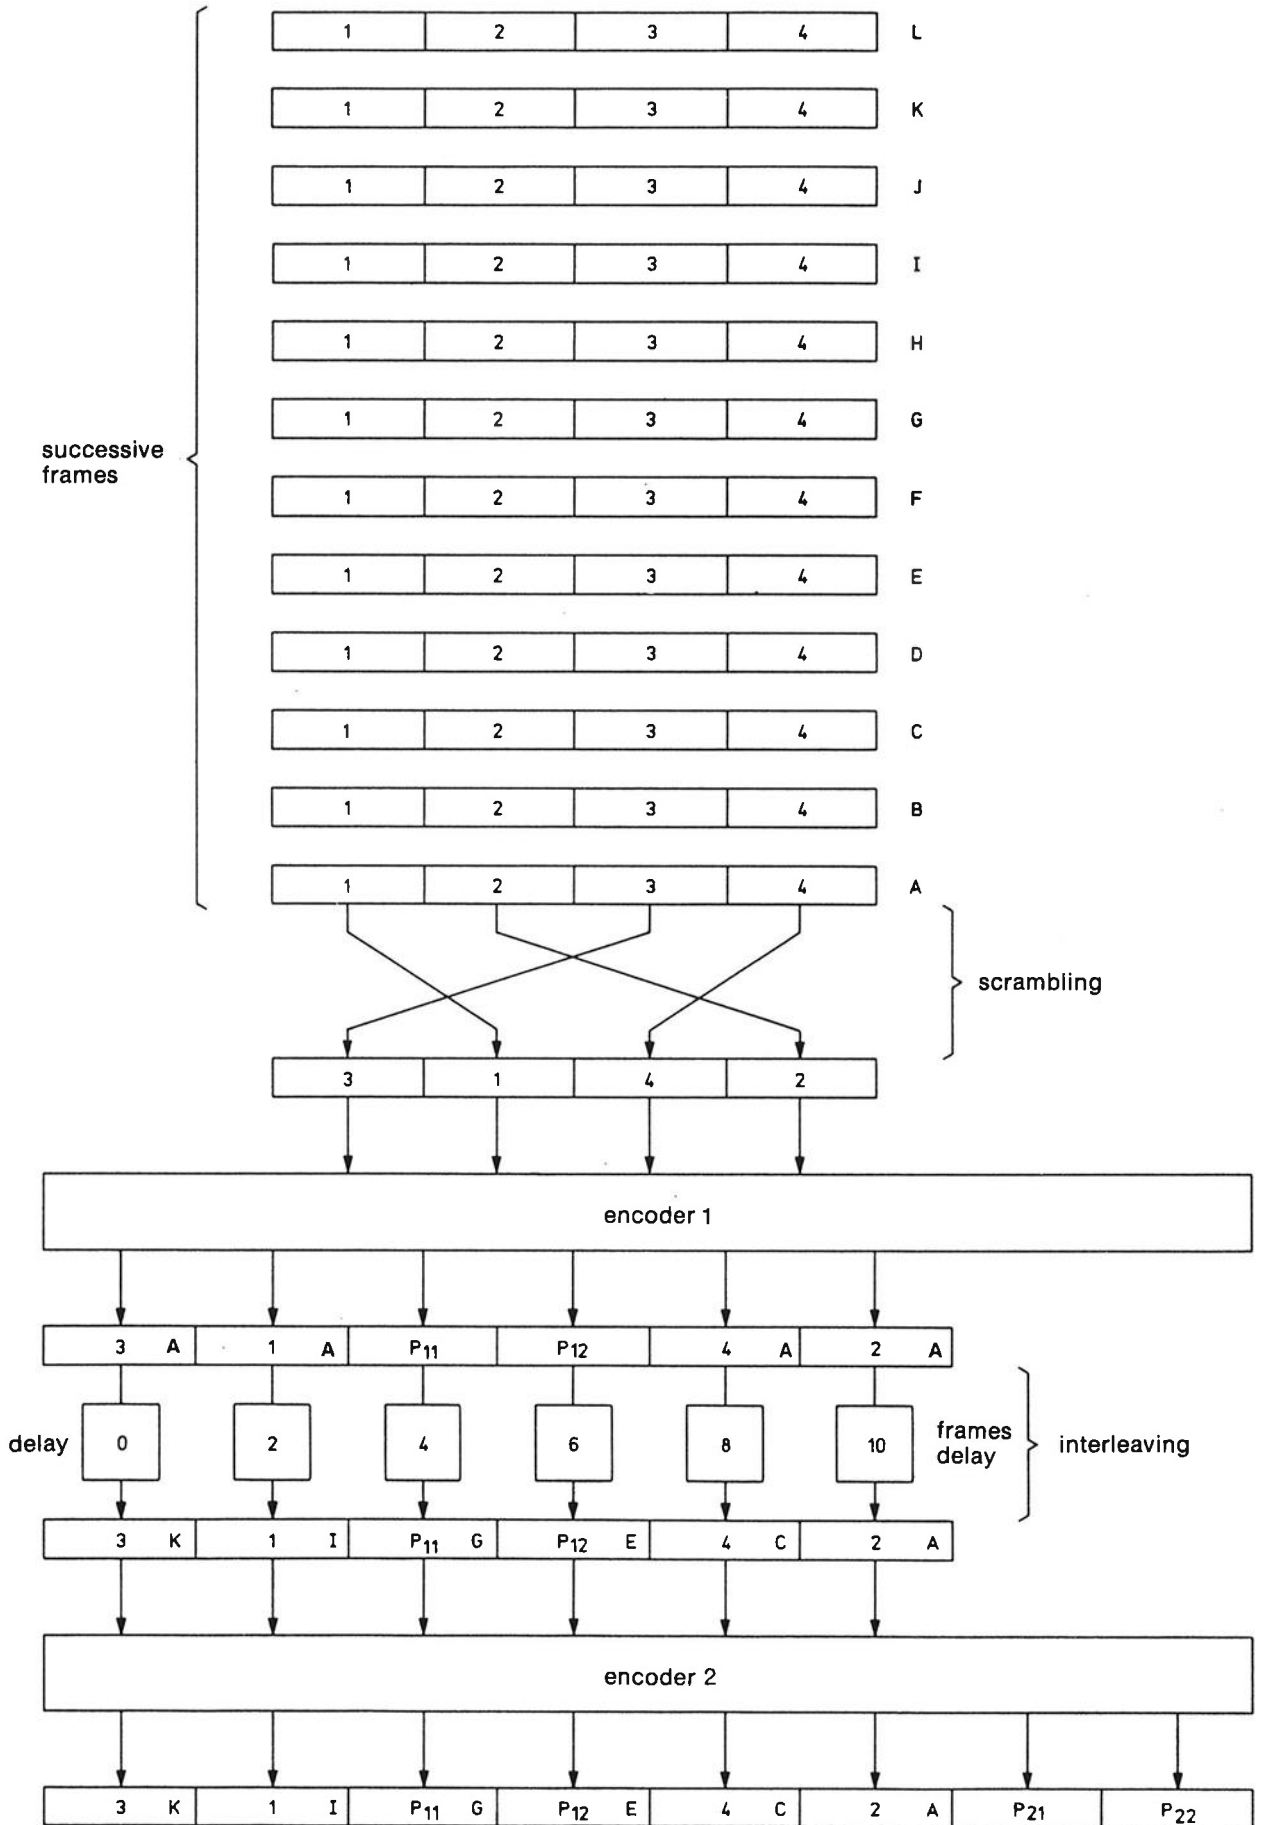 1 2 3 4 L
1 2 3 4 K
1 2 3 4 J
1 2 3 4 I
1 2 3 4 H
1 2 3 4 G
successive
frames
1 2 3 4 F
1 2 3 4 E
1 2 3 4 D
1 2 3 4 C
1 2 3 4 B
1 2 3 4 A
scrambling
3 1 4 2
encoder 1
3 A 1 A P11 P12 4 A 2 A
delay 0 2 4 6 8 10 frames delay interleaving
3 K 1 I P11 G P12 E 4 C 2 A
encoder 2
3 K 1 I P11 G P12 E 4 C 2 A P21 P22